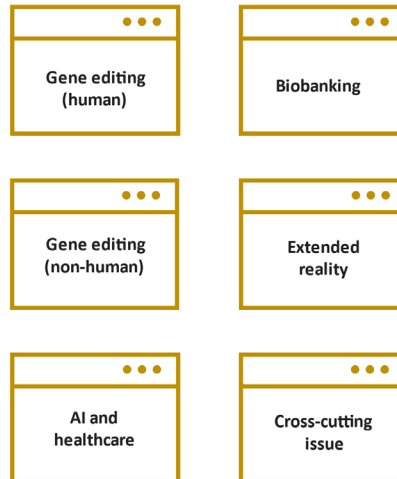 Gene editing
(human)
Biobanking
Gene editing
(non-human)
Extended
reality
AI and
healthcare
Cross-cutting
issue